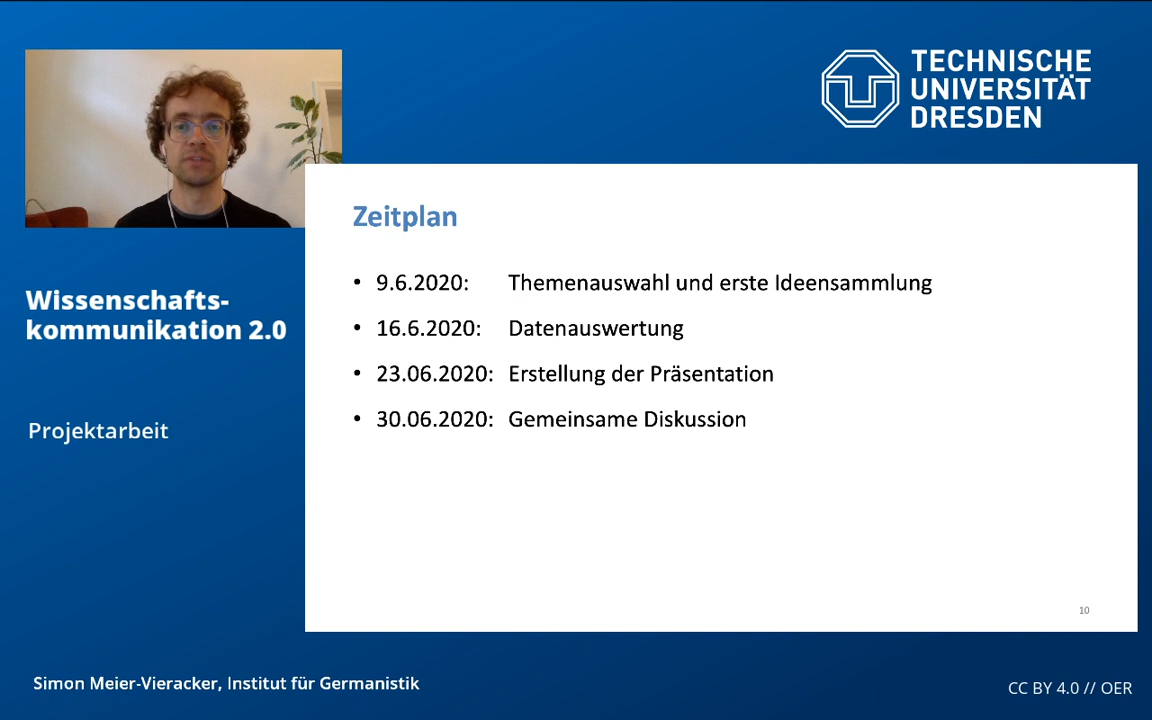 TECHNISCHE
UNIVERSITÄT
DRESDEN
Wissenschafts-
kommunikation 2.0
Projektarbeit
Zeitplan
• 9.6.2020: Themenauswahl und erste Ideensammlung
• 16.6.2020: Datenauswertung
• 23.06.2020: Erstellung der Präsentation
• 30.06.2020: Gemeinsame Diskussion
10
Simon Meier-Vieracker, Institut für Germanistik
CC BY 4.0 // OER